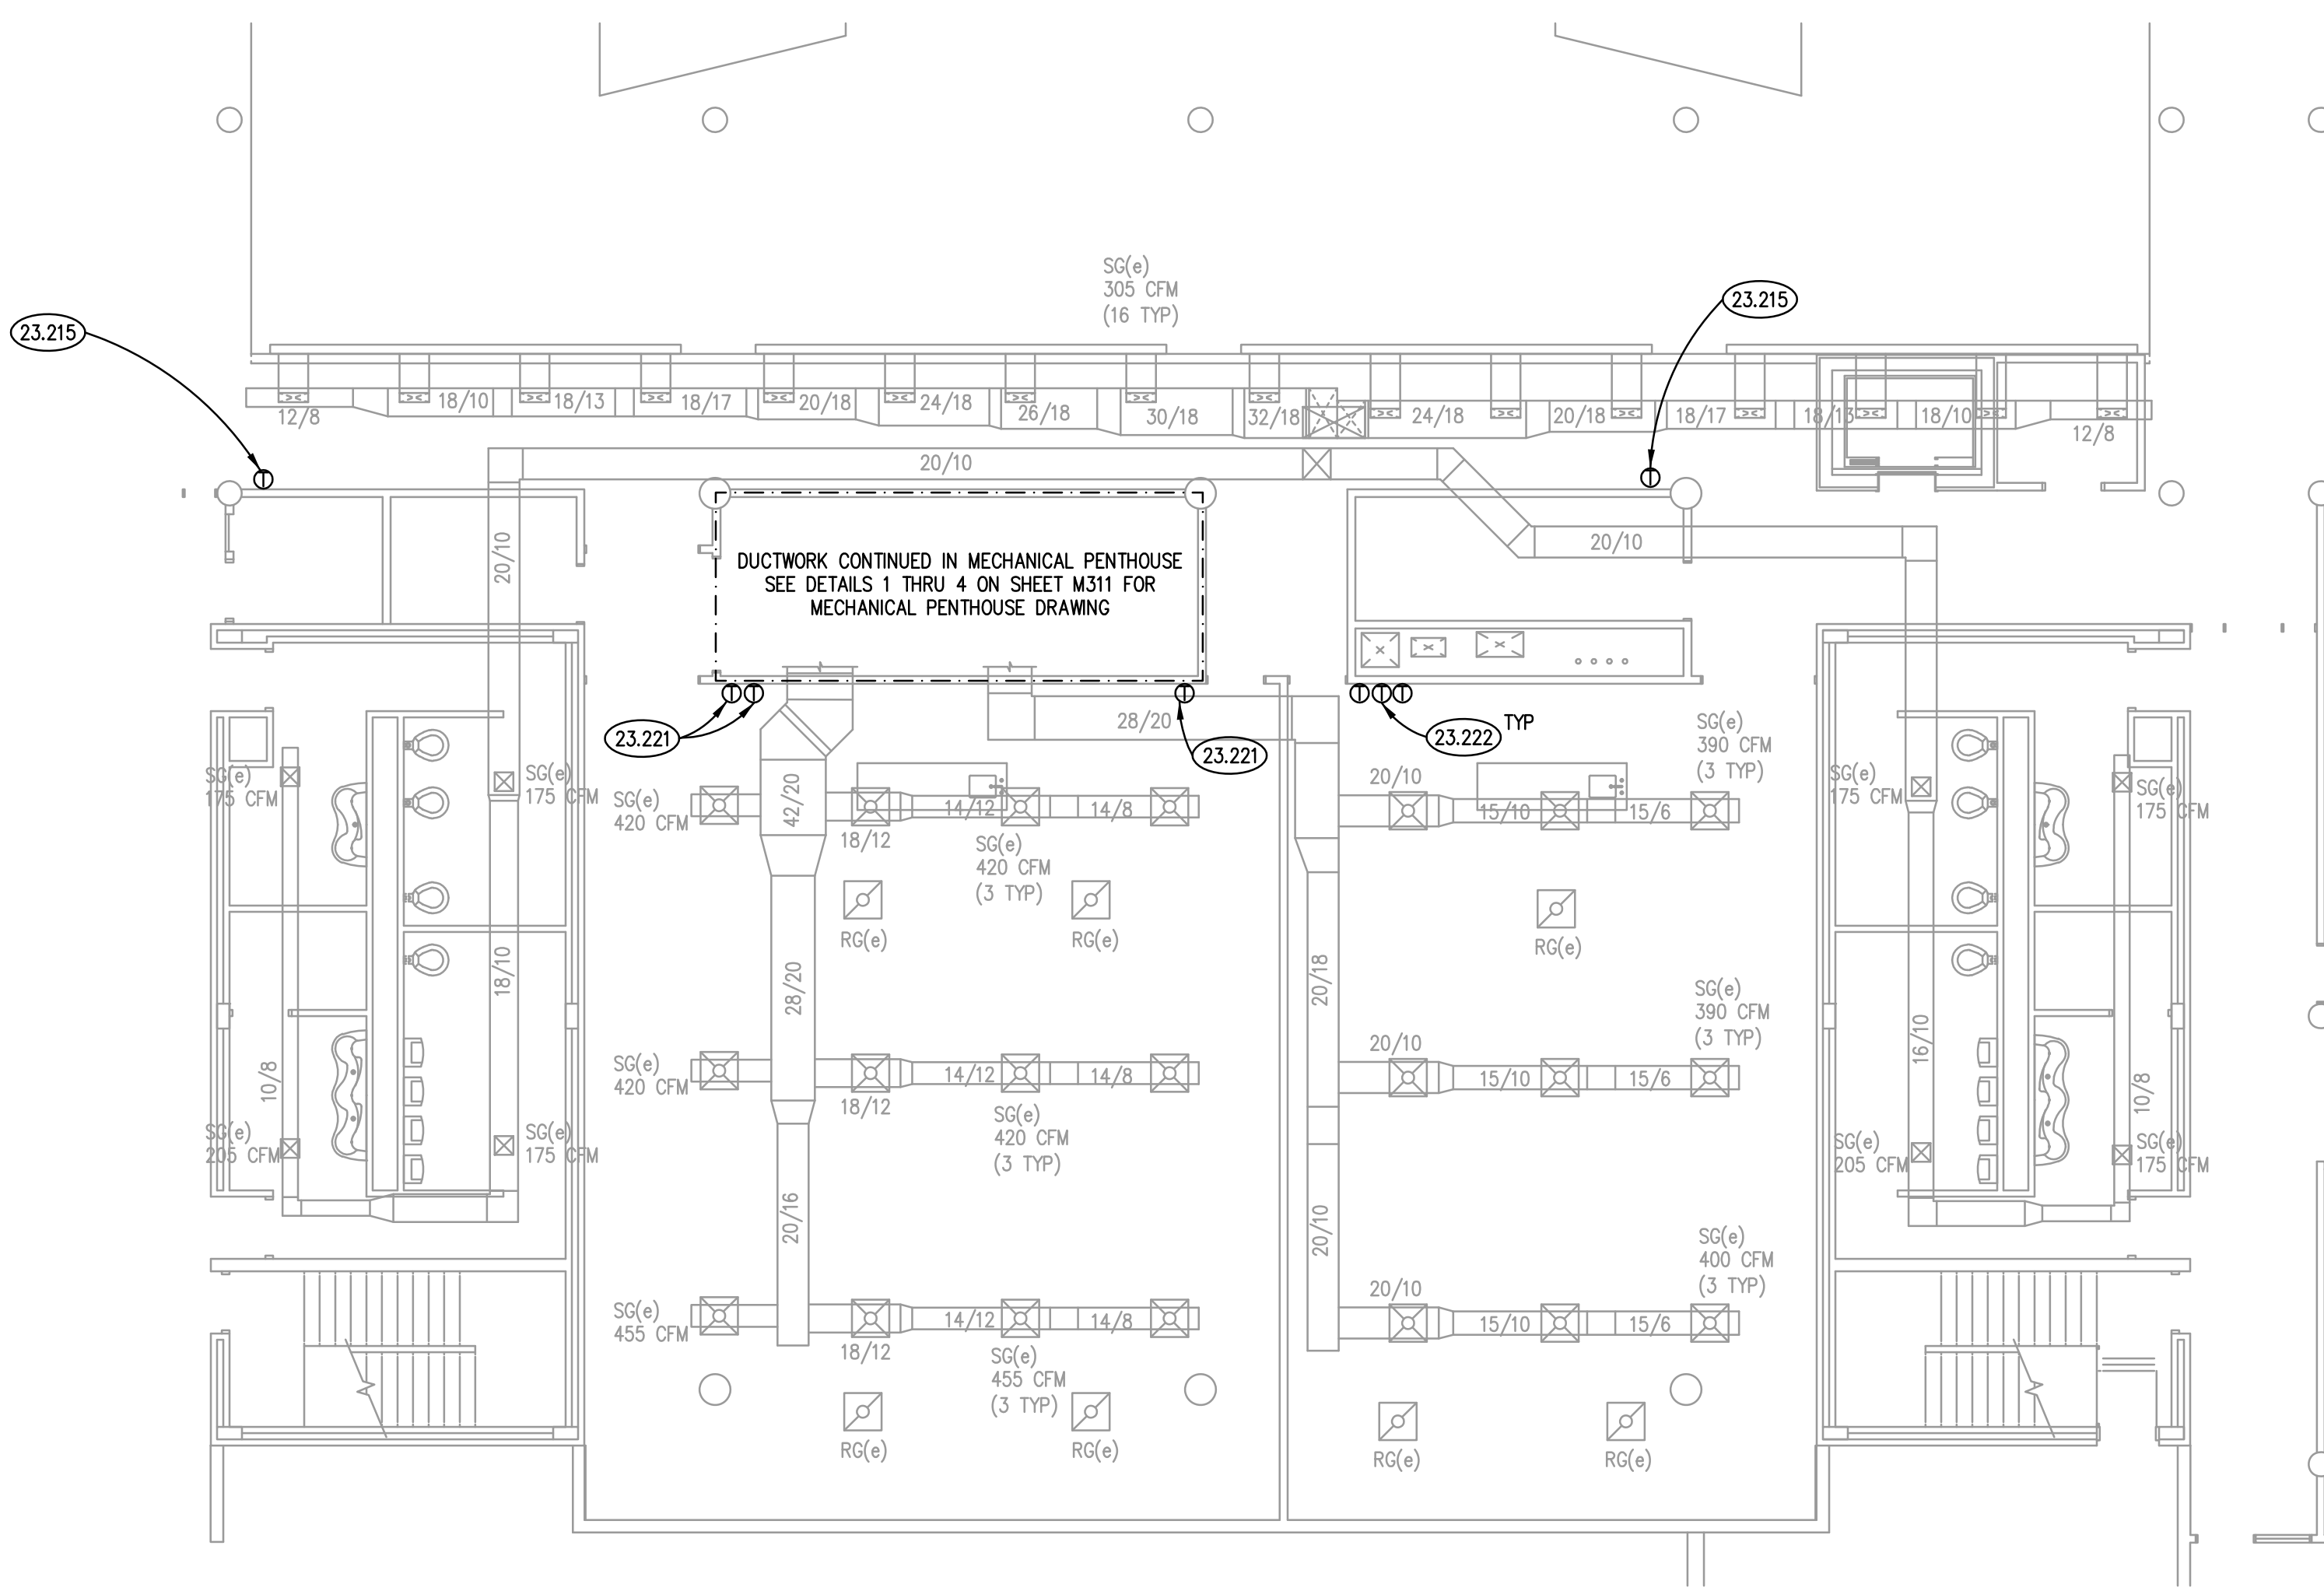 SG(e)
305 CFM
(16 TYP)
23.215
23.215
12/8
18/10
18/13
18/17
20/18
24/18
26/18
30/18
32/18
24/18
20/18
18/17
18/13
18/10
12/8
20/10
20/10
20/10
DUCTWORK CONTINUED IN MECHANICAL PENTHOUSE
SEE DETAILS 1 THRU 4 ON SHEET M311 FOR
MECHANICAL PENTHOUSE DRAWING
23.221
28/20
23.221
23.222
TYP
SG(e)
390 CFM
(3 TYP)
SG(e)
175 CFM
SG(e)
175 CFM
SG(e)
420 CFM
42/20
18/12
14/12
14/8
SG(e)
420 CFM
(3 TYP)
20/10
15/10
15/6
SG(e)
175 CFM
SG(e)
175 CFM
RG(e)
RG(e)
RG(e)
18/10
28/20
20/18
SG(e)
390 CFM
(3 TYP)
16/10
10/8
SG(e)
420 CFM
18/12
14/12
14/8
20/10
15/10
15/6
10/8
SG(e)
205 CFM
SG(e)
175 CFM
SG(e)
420 CFM
(3 TYP)
SG(e)
205 CFM
SG(e)
175 CFM
20/16
20/10
SG(e)
400 CFM
(3 TYP)
SG(e)
455 CFM
18/12
14/12
14/8
20/10
15/10
15/6
SG(e)
455 CFM
(3 TYP)
RG(e)
RG(e)
RG(e)
RG(e)